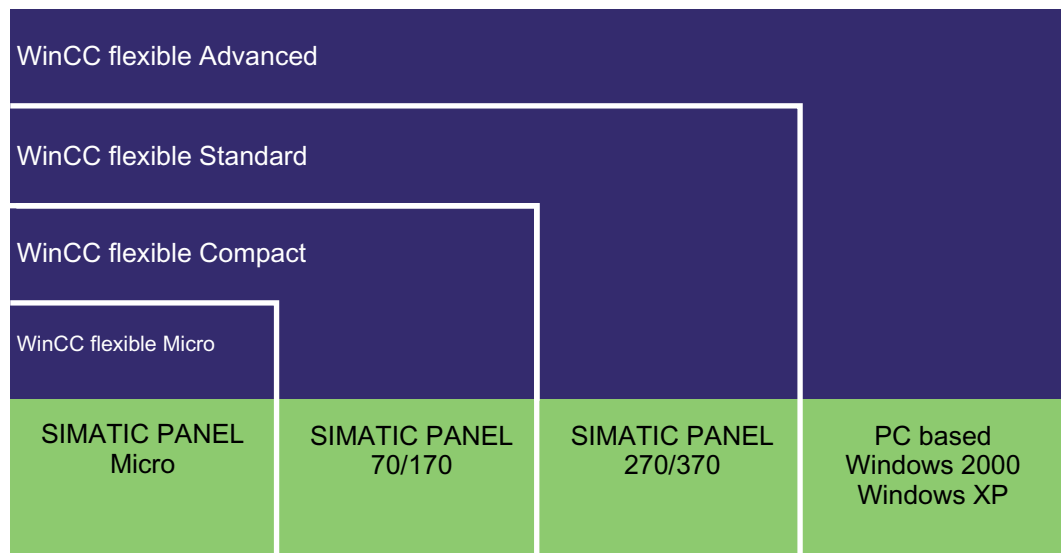 WinCC flexible Advanced
WinCC flexible Standard
WinCC flexible Compact
WinCC flexible Micro
SIMATIC PANEL
Micro
SIMATIC PANEL
70/170
SIMATIC PANEL
270/370
PC based
Windows 2000
Windows XP